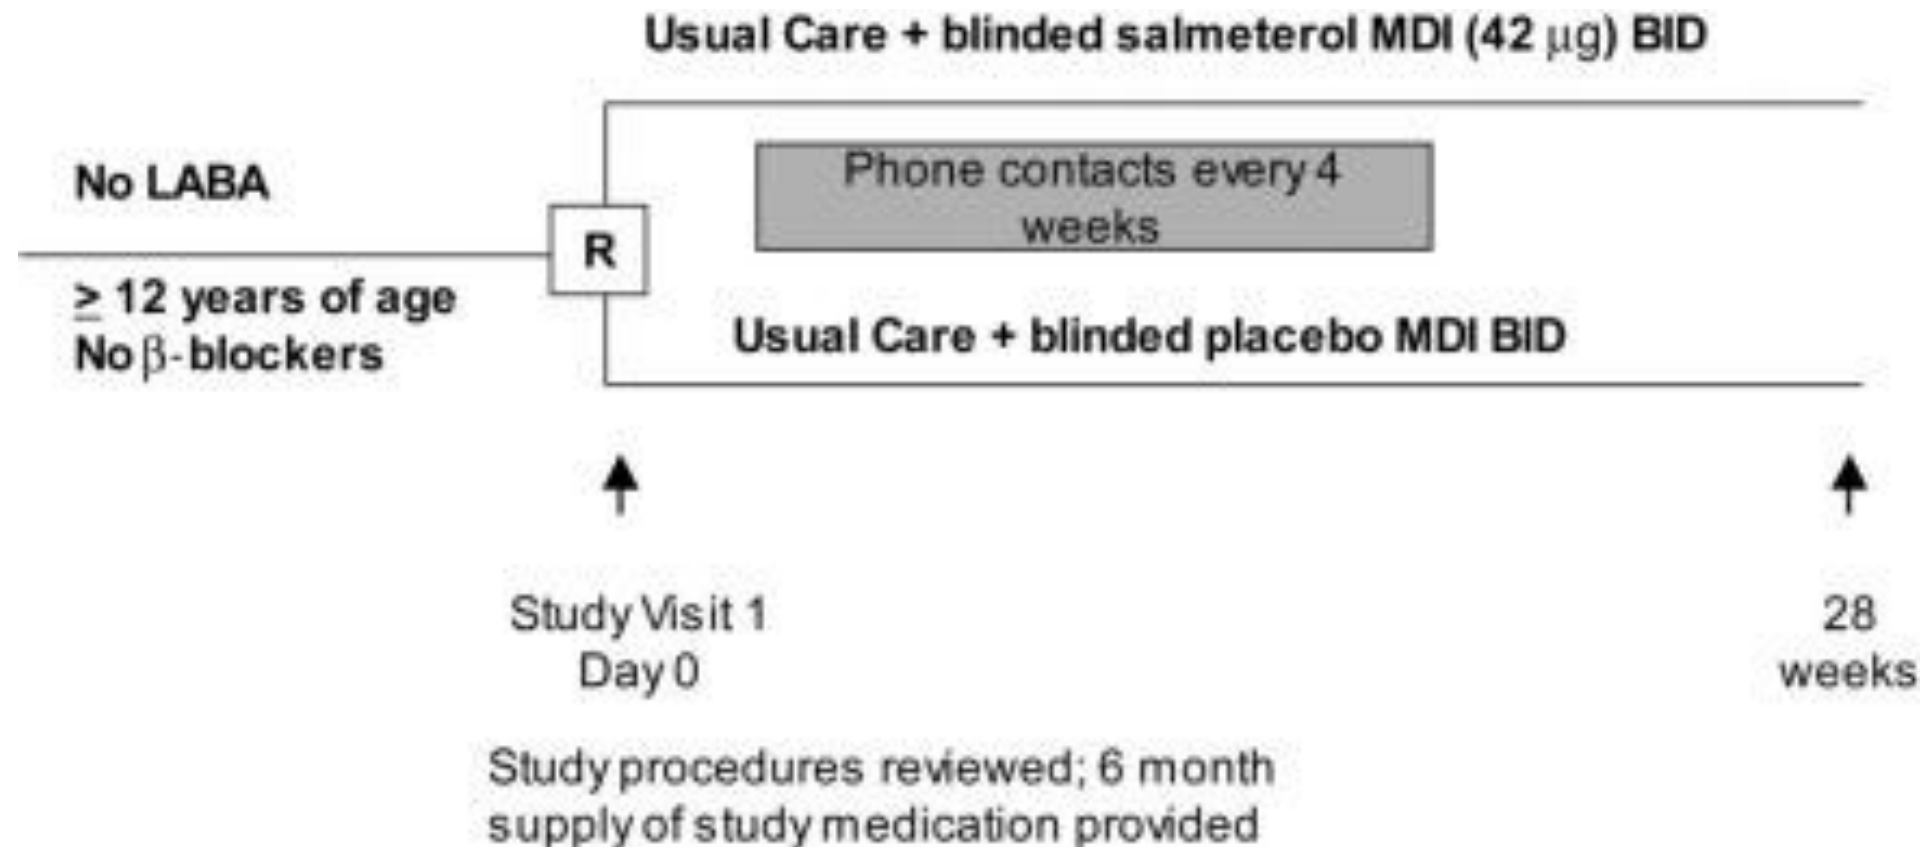 Usual Care + blinded salmeterol MDI (42 μg) BID
No LABA
Phone contacts every 4
weeks
R
≥ 12 years of age
No β-blockers
Usual Care + blinded placebo MDI BID
Study Visit 1
Day 0
28
weeks
Study procedures reviewed; 6 month
supply of study medication provided